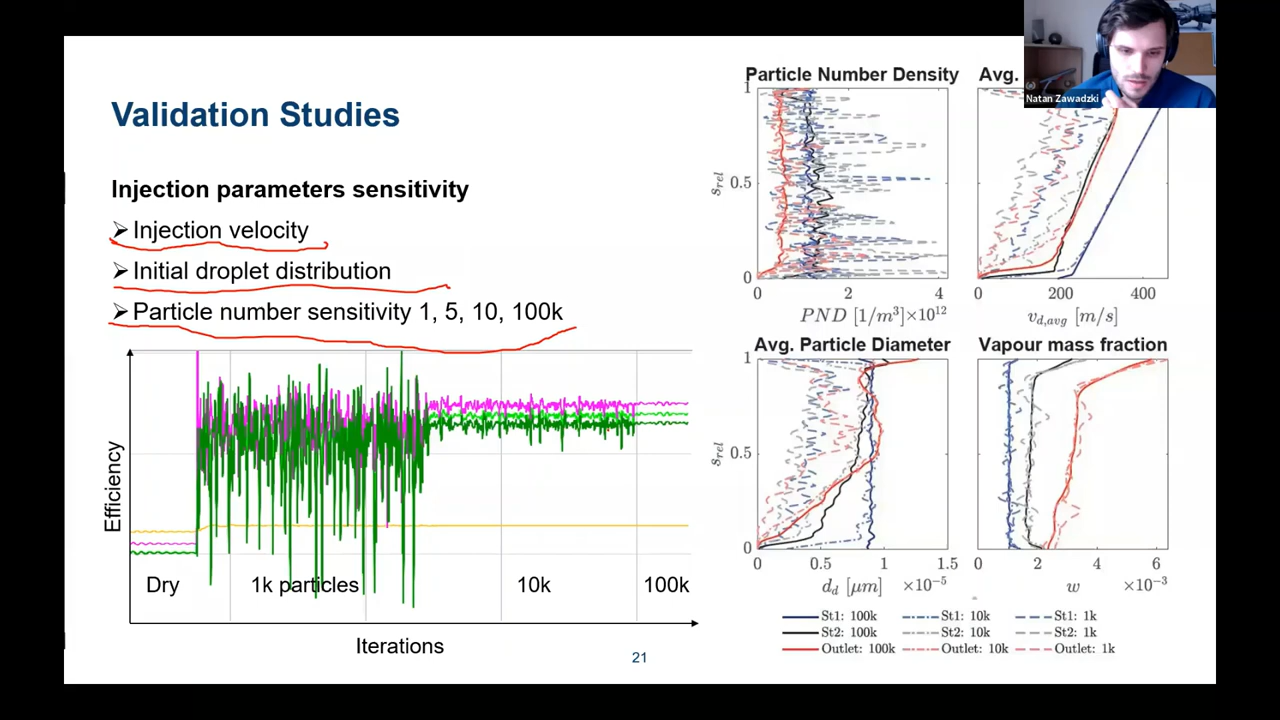 Validation Studies
Injection parameters sensitivity
➢ Injection velocity
➢ Initial droplet distribution
➢ Particle number sensitivity 1, 5, 10, 100k
Efficiency
Dry
1k particles
10k
100k
Iterations
21
Particle Number Density
1
0.5
0
s_rel
0 2 4
PND [1/m³]×10¹²
Avg.
0 200 400
v_d,avg [m/s]
Avg. Particle Diameter
1
0.5
0
s_rel
0 0.5 1 1.5
d_d [μm] ×10⁻⁵
Vapour mass fraction
0 2 4 6
w ×10⁻³
St1: 100k St1: 10k St1: 1k
St2: 100k St2: 10k St2: 1k
Outlet: 100k Outlet: 10k Outlet: 1k
Natan Zawadzki